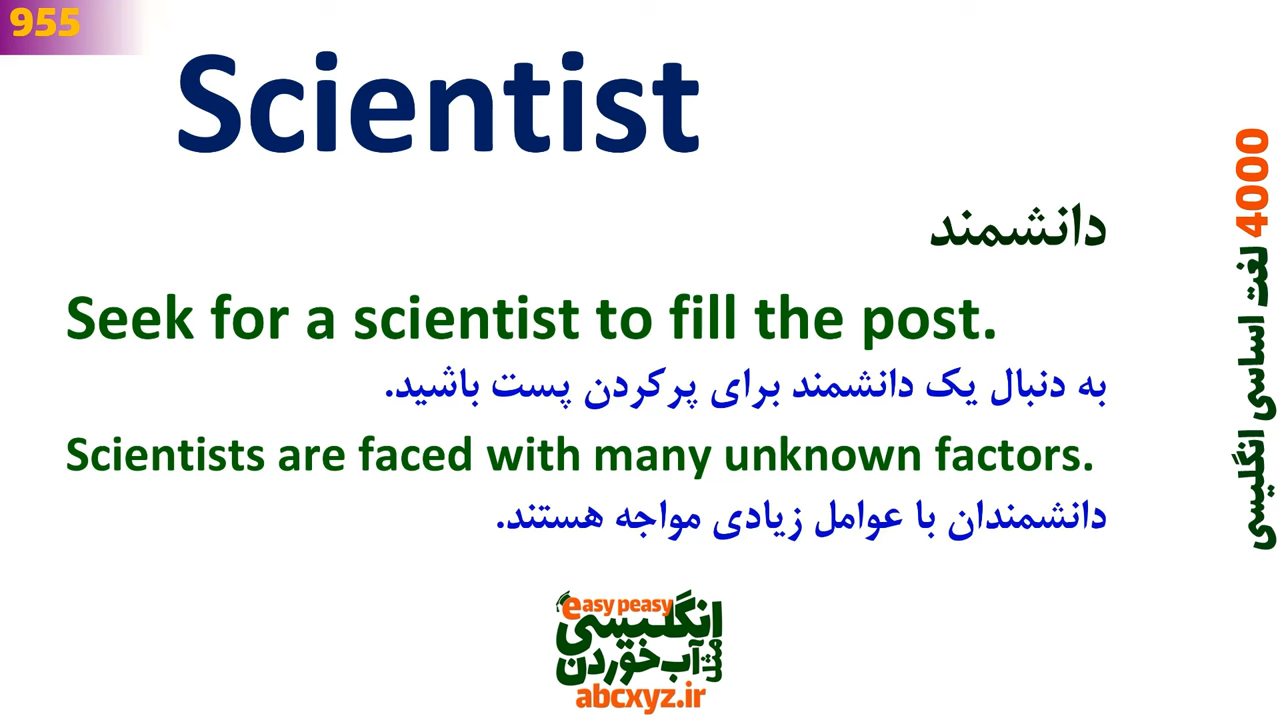 955
Scientist
دانشمند
Seek for a scientist to fill the post.
به دنبال یک دانشمند برای پرکردن پست باشید.
Scientists are faced with many unknown factors.
دانشمندان با عوامل زیادی مواجه هستند.
4000 لغت اساسی انگلیسی
easy peasy
انگلیسی
مثل آب خوردن
abcxyz.ir